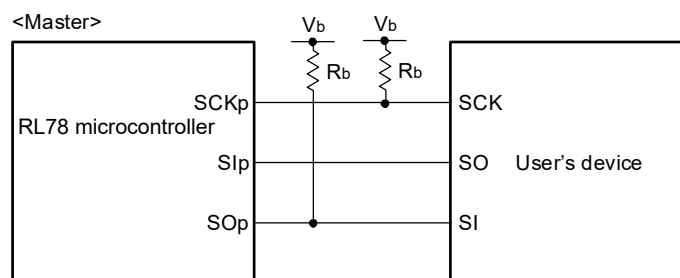 <Master>
Vb Vb
Rb Rb
SCKp SCK
RL78 microcontroller
SIp SO User's device
SOp SI